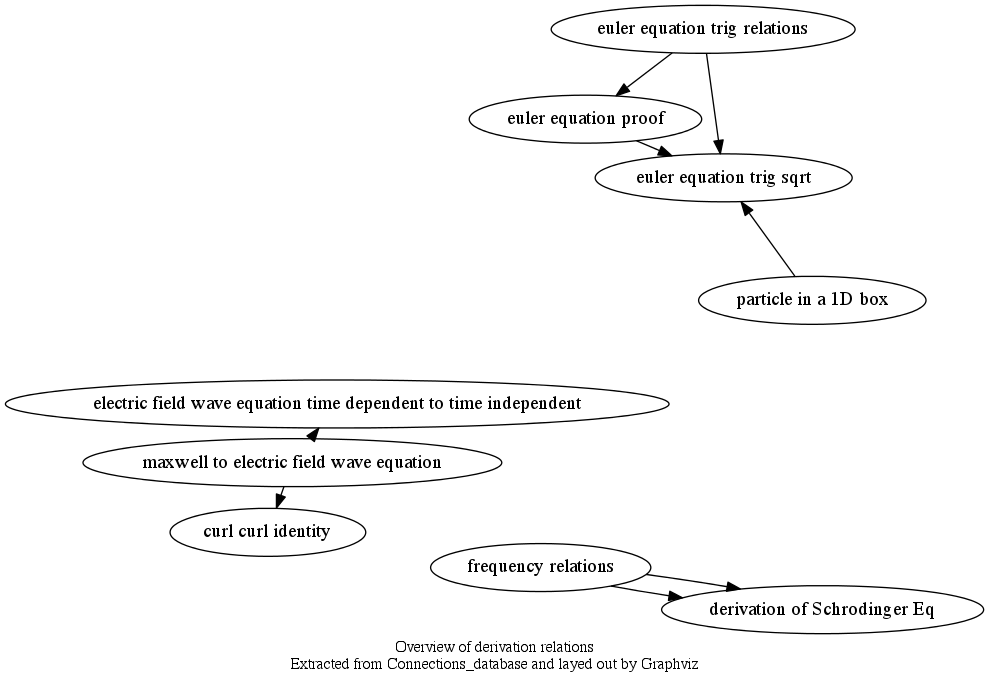 euler equation trig relations
euler equation proof
euler equation trig sqrt
particle in a 1D box
electric field wave equation time dependent to time independent
maxwell to electric field wave equation
curl curl identity
frequency relations
derivation of Schrodinger Eq
Overview of derivation relations
Extracted from Connections_database and layed out by Graphviz